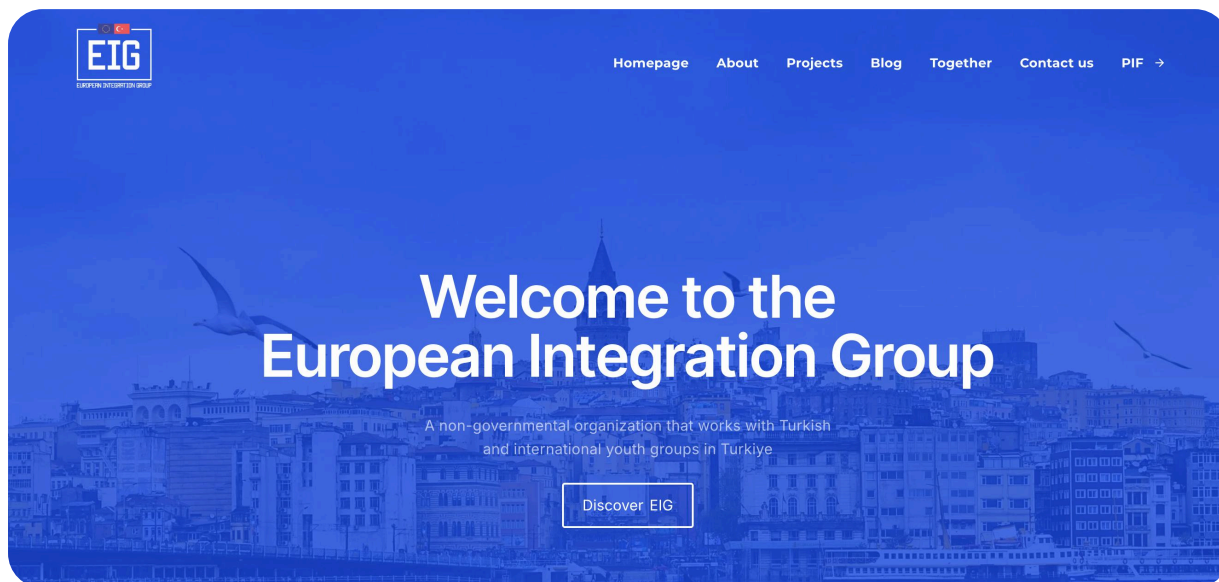 EIG
EUROPEAN INTEGRATION GROUP
Homepage About Projects Blog Together Contact us PIF →
Welcome to the
European Integration Group
A non-governmental organization that works with Turkish
and international youth groups in Turkiye
Discover EIG